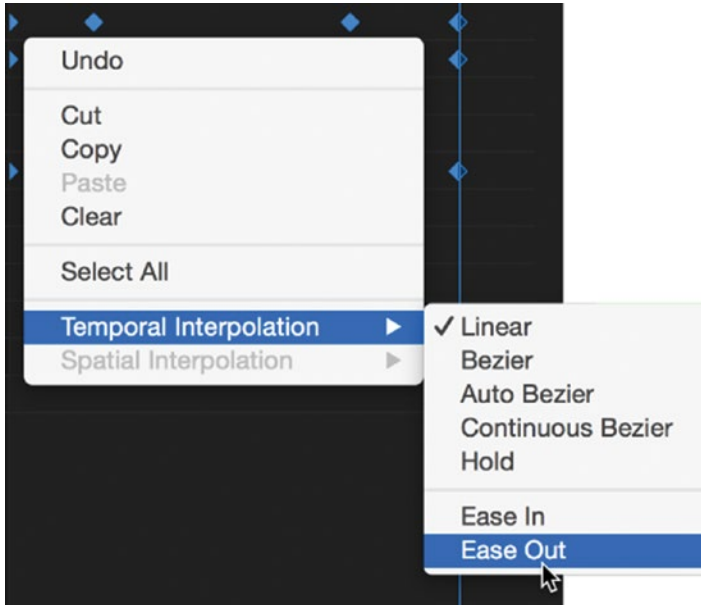 Undo
Cut
Copy
Paste
Clear
Select All
Temporal Interpolation
Spatial Interpolation
Linear
Bezier
Auto Bezier
Continuous Bezier
Hold
Ease In
Ease Out